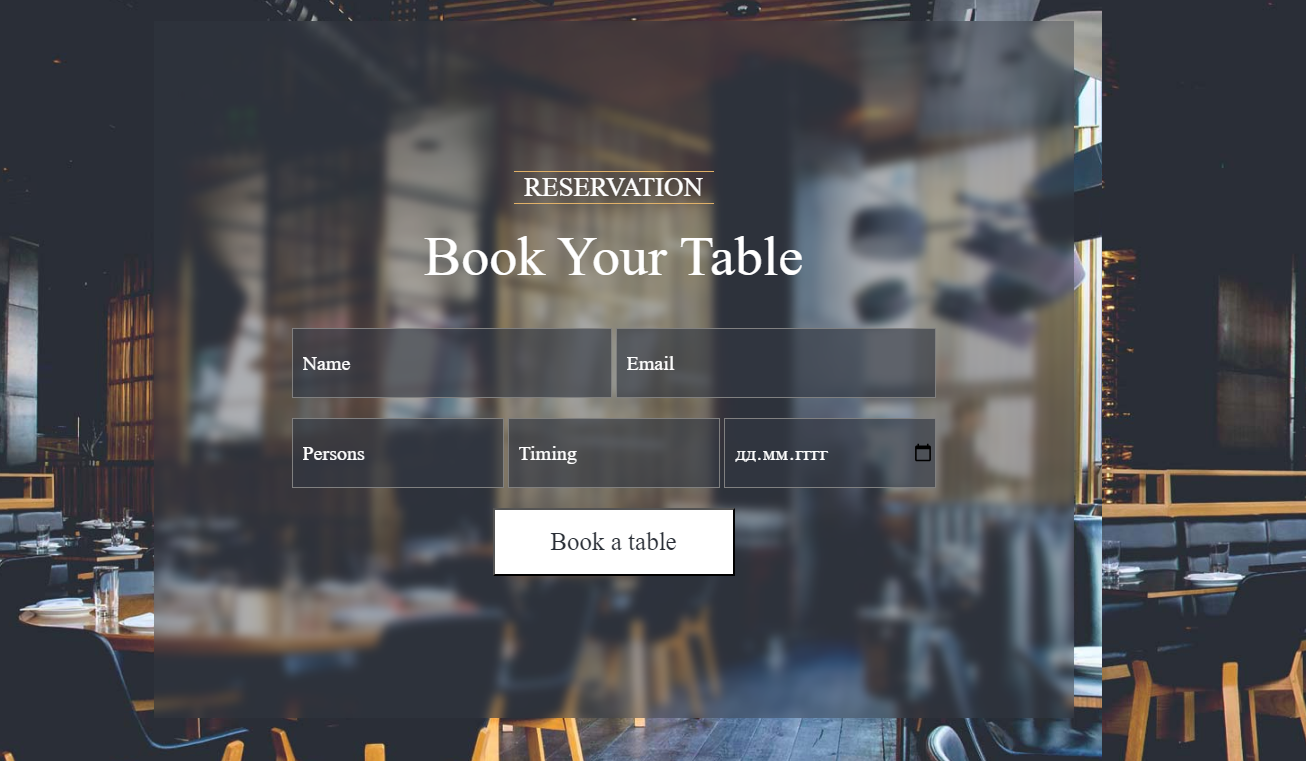 RESERVATION
Book Your Table
Name Email
Persons Timing дд.мм.гггг
Book a table